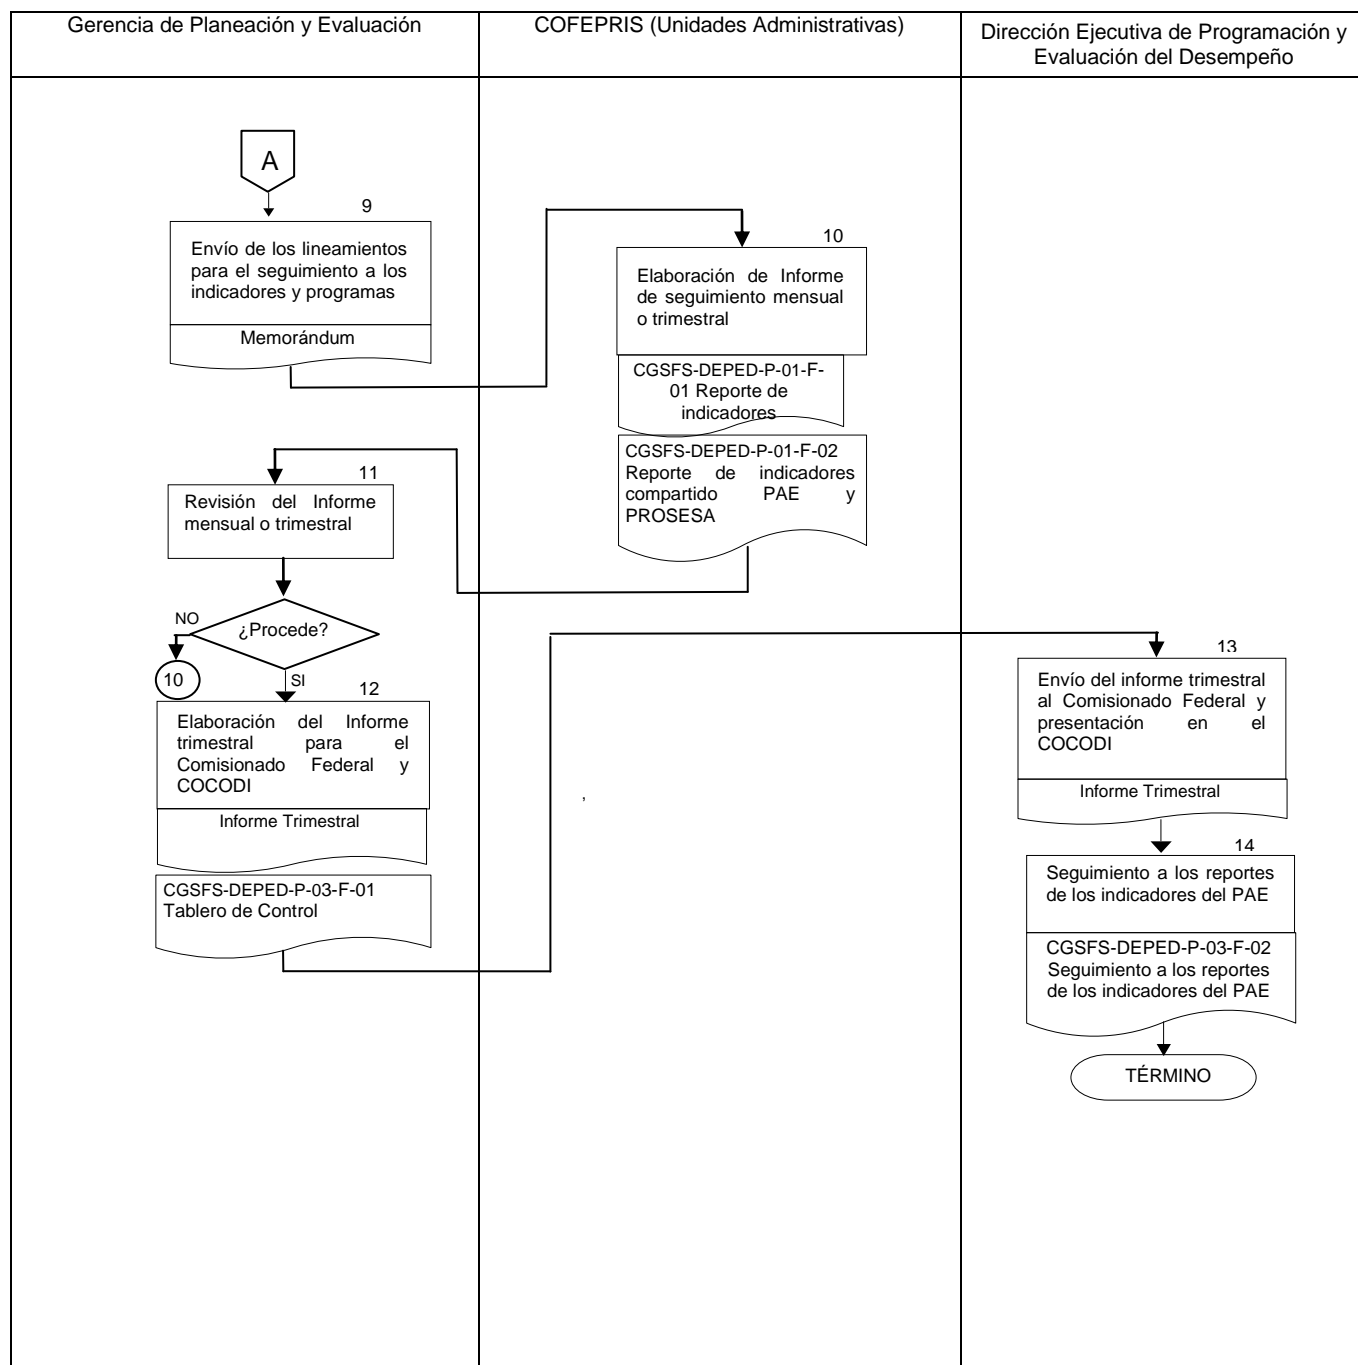 Gerencia de Planeación y Evaluación
COFEPRIS (Unidades Administrativas)
Dirección Ejecutiva de Programación y
Evaluación del Desempeño
A
9
Envío de los lineamientos
para el seguimiento a los
indicadores y programas
Memorándum
10
Elaboración de Informe
de seguimiento mensual
o trimestral
CGSFS-DEPED-P-01-F-
01 Reporte de
indicadores
CGSFS-DEPED-P-01-F-02
Reporte de indicadores
compartido PAE y
PROSESA
11
Revisión del Informe
mensual o trimestral
¿Procede?
NO
10
SI
12
Elaboración del Informe
trimestral para el
Comisionado Federal y
COCODI
Informe Trimestral
CGSFS-DEPED-P-03-F-01
Tablero de Control
,
13
Envío del informe trimestral
al Comisionado Federal y
presentación en el
COCODI
Informe Trimestral
14
Seguimiento a los reportes
de los indicadores del PAE
CGSFS-DEPED-P-03-F-02
Seguimiento a los reportes
de los indicadores del PAE
TÉRMINO